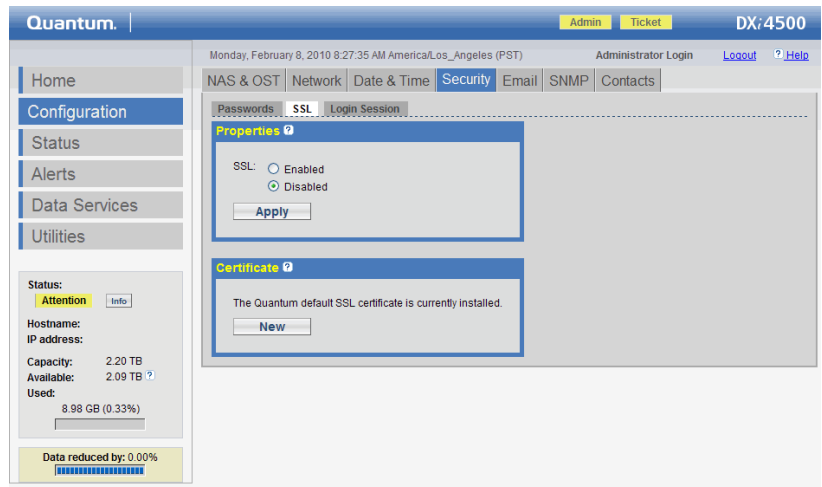 Quantum.
Admin Ticket DXi4500
Monday, February 8, 2010 8:27:35 AM America/Los_Angeles (PST) Administrator Login Logout ? Help
Home
Configuration
Status
Alerts
Data Services
Utilities
NAS & OST Network Date & Time Security Email SNMP Contacts
Passwords SSL Login Session
Properties ?
SSL: Enabled
Disabled
Apply
Certificate ?
The Quantum default SSL certificate is currently installed.
New
Status:
Attention Info
Hostname:
IP address:
Capacity: 2.20 TB
Available: 2.09 TB ?
Used:
8.98 GB (0.33%)
Data reduced by: 0.00%